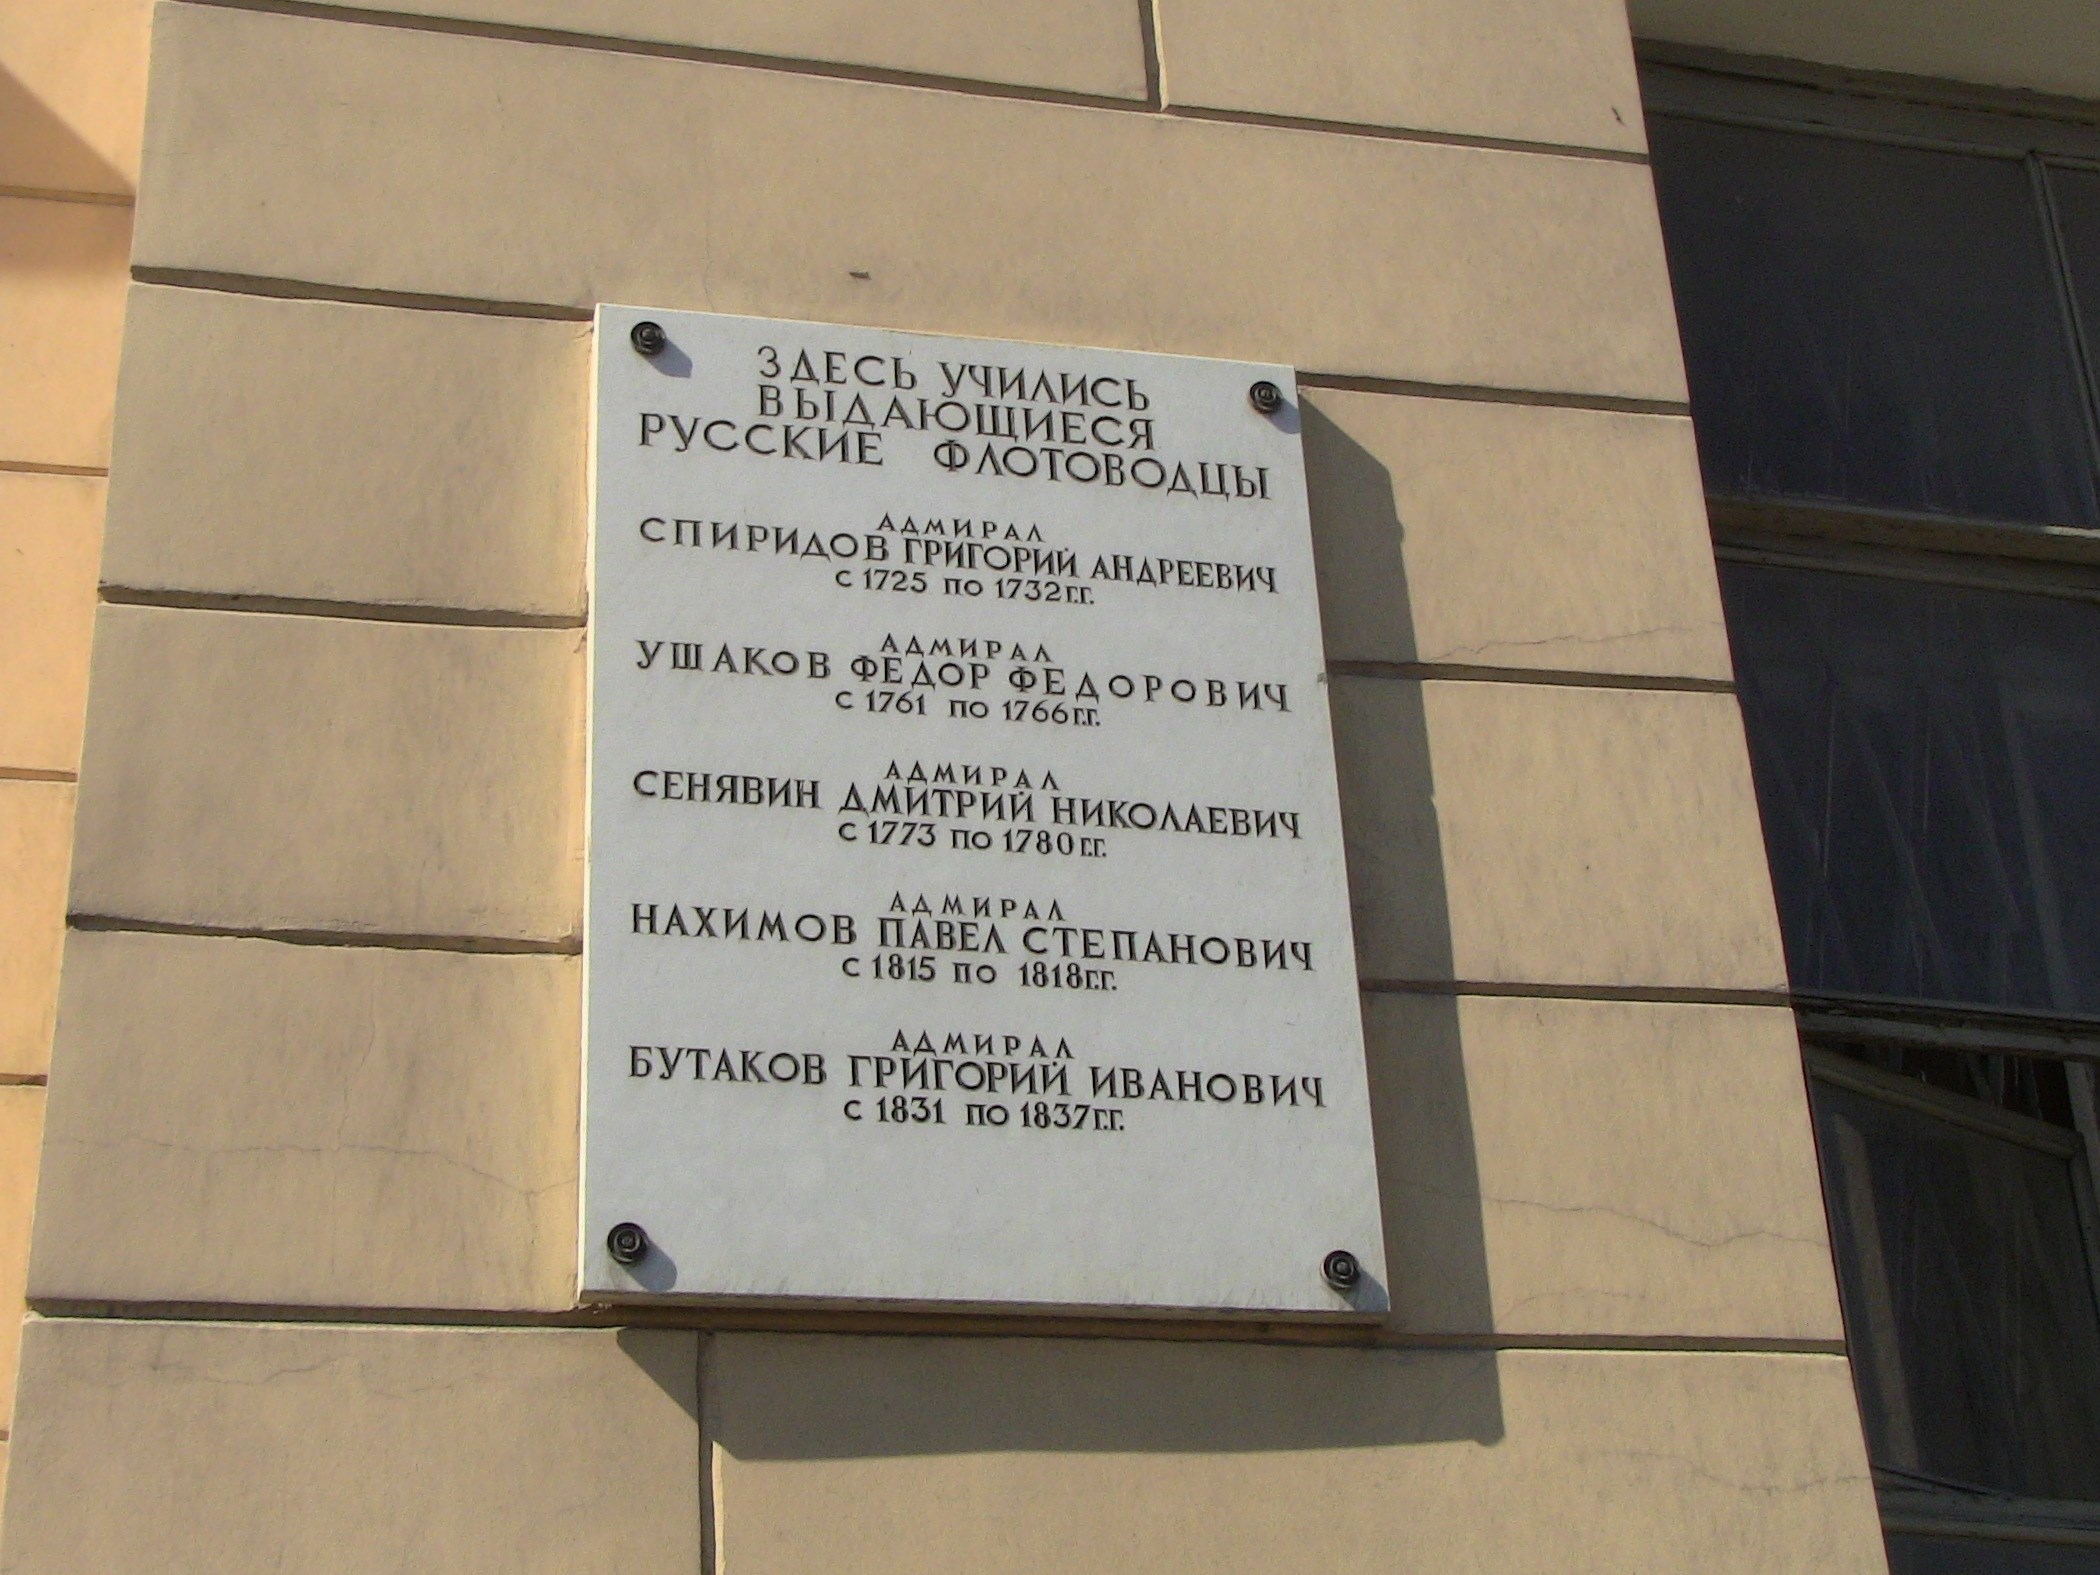 ЗДЕСЬ УЧИЛИСЬ
ВЫДАЮЩИЕСЯ
РУССКИЕ ФЛОТОВОДЦЫ
АДМИРАЛ
СПИРИДОВ ГРИГОРИЙ АНДРЕЕВИЧ
С 1725 ПО 1732 Г.Г.
АДМИРАЛ
УШАКОВ ФЕДОР ФЕДОРОВИЧ
С 1761 ПО 1766 Г.Г.
АДМИРАЛ
СЕНЯВИН ДМИТРИЙ НИКОЛАЕВИЧ
С 1773 ПО 1780 Г.Г.
АДМИРАЛ
НАХИМОВ ПАВЕЛ СТЕПАНОВИЧ
С 1815 ПО 1818 Г.Г.
АДМИРАЛ
БУТАКОВ ГРИГОРИЙ ИВАНОВИЧ
С 1831 ПО 1837 Г.Г.